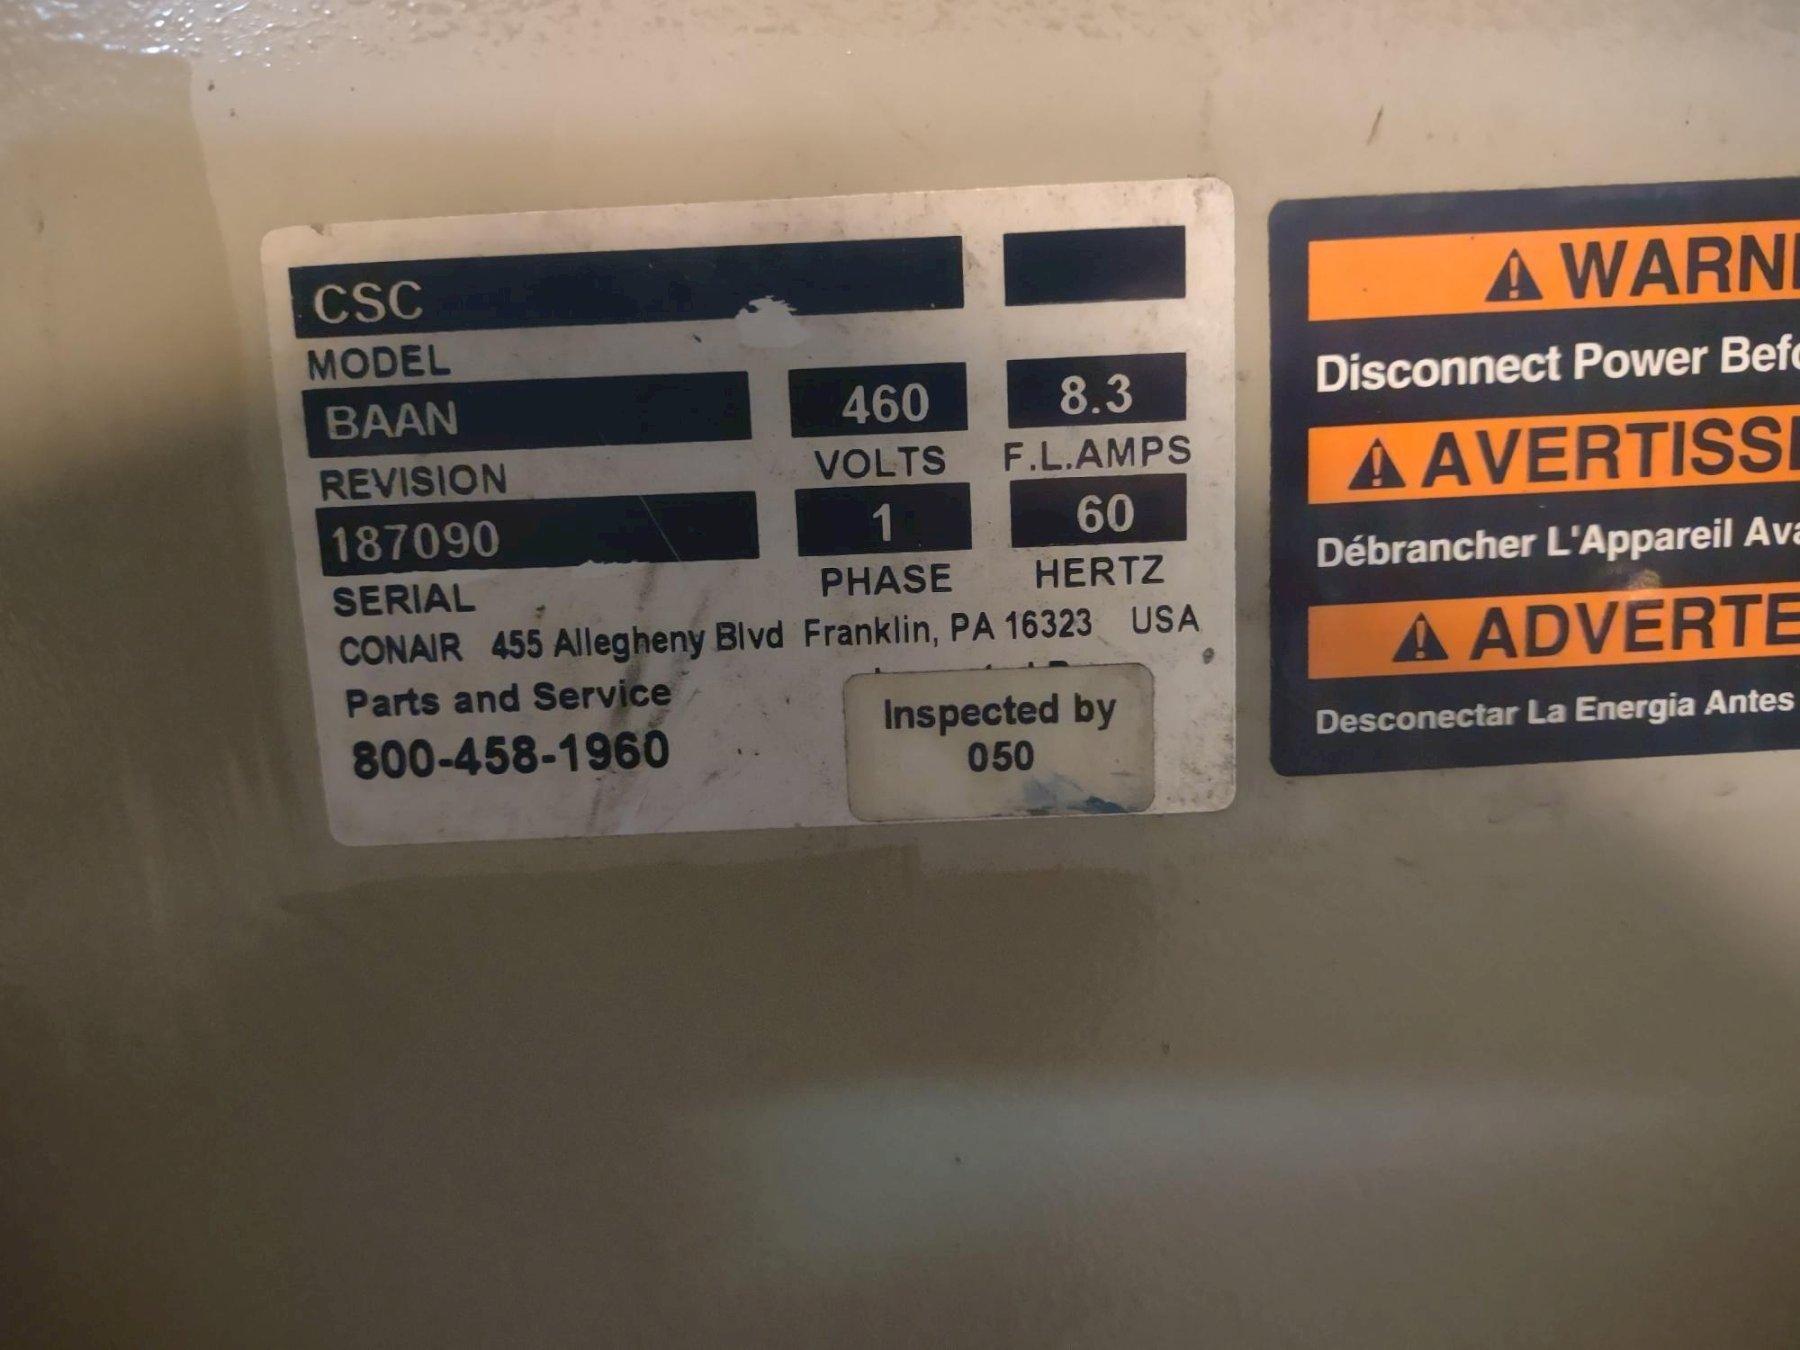 CSC
MODEL
BAAN 460 8.3
REVISION VOLTS F.L.AMPS
187090 1 60
SERIAL PHASE HERTZ
CONAIR 455 Allegheny Blvd Franklin, PA 16323 USA
Parts and Service
800-458-1960
Inspected by
050
WARNI
Disconnect Power Befo
AVERTISSE
Débrancher L'Appareil Ava
ADVERTE
Desconectar La Energia Antes